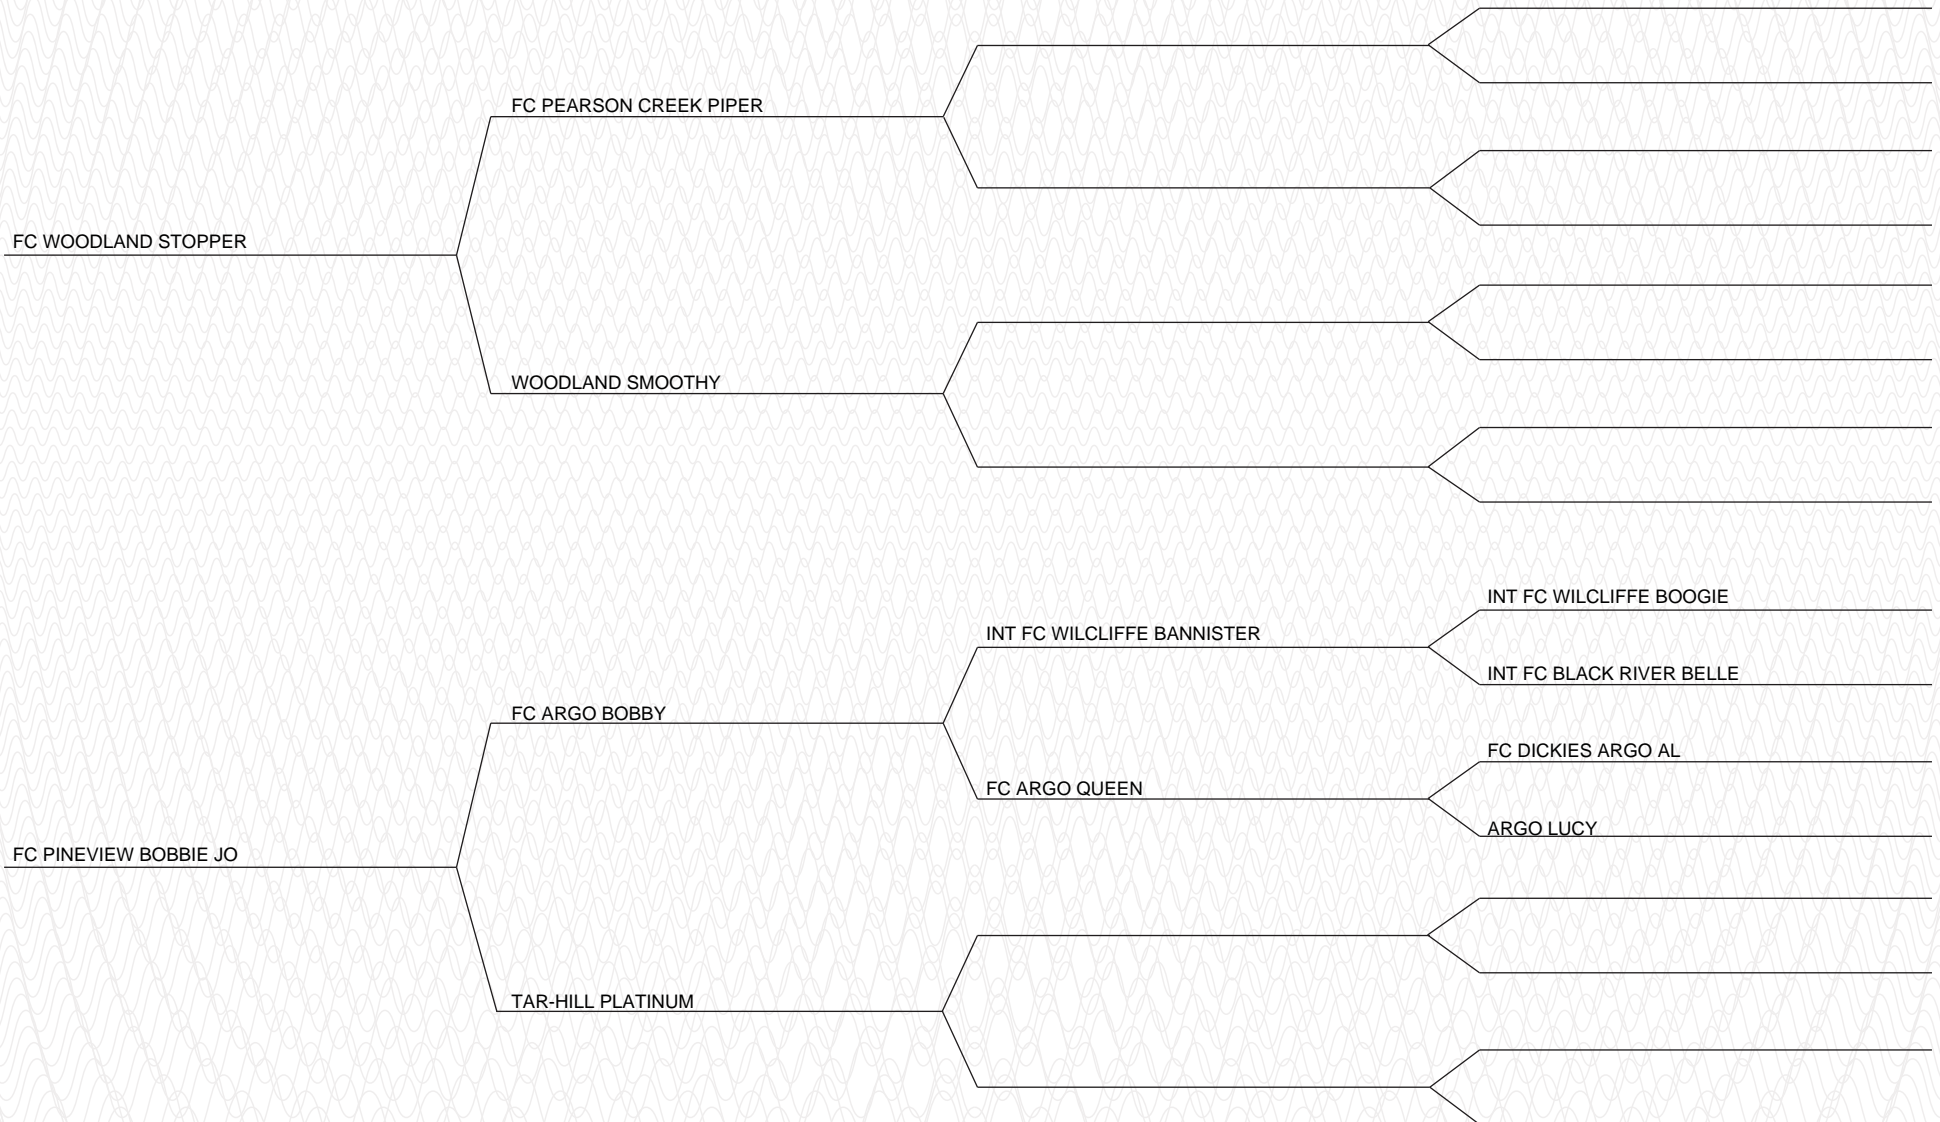 FC PEARSON CREEK PIPER
FC WOODLAND STOPPER
WOODLAND SMOOTHY
INT FC WILCLIFFE BOOGIE
INT FC WILCLIFFE BANNISTER
INT FC BLACK RIVER BELLE
FC ARGO BOBBY
FC DICKIES ARGO AL
FC ARGO QUEEN
ARGO LUCY
FC PINEVIEW BOBBIE JO
TAR-HILL PLATINUM